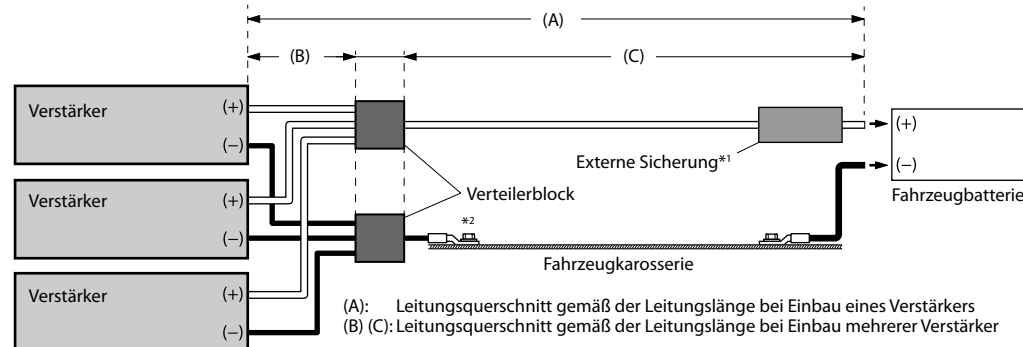 (A)
(B)
(C)
Verstärker
(+)
(−)
(+)
(−)
Externe Sicherung*1
Fahrzeugbatterie
Verstärker
(+)
(−)
Verteilerblock
*2
Fahrzeugkarosserie
Verstärker
(+)
(−)
(A): Leitungsquerschnitt gemäß der Leitungslänge bei Einbau eines Verstärkers
(B) (C): Leitungsquerschnitt gemäß der Leitungslänge bei Einbau mehrerer Verstärker